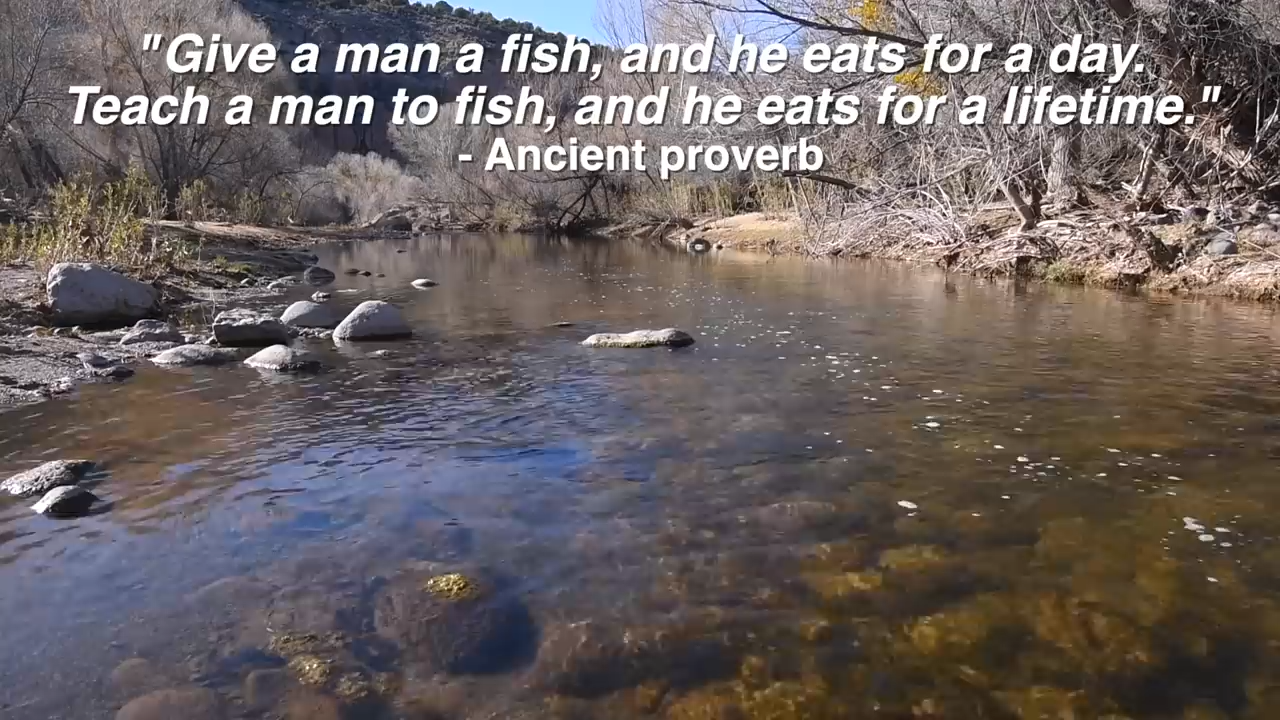 "Give a man a fish, and he eats for a day.
Teach a man to fish, and he eats for a lifetime."
- Ancient proverb